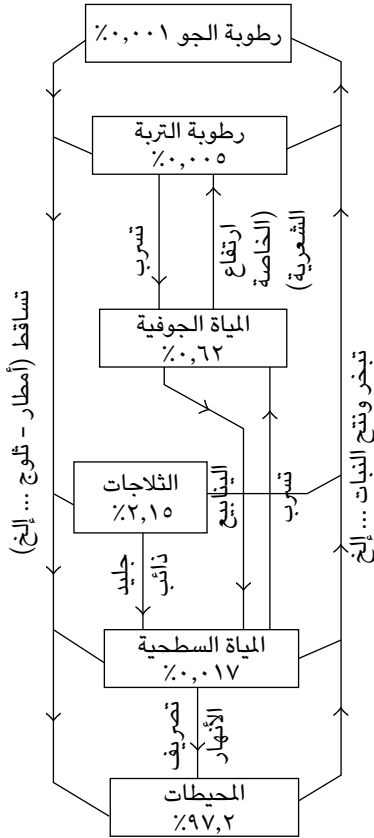 رطوبة الجو ٠,٠٠١٪
رطوبة التربة
٠,٠٠٥٪
تسرب
ارتفاع
(الخاصة
الشعرية)
المياة الجوفية
٠,٦٢٪
تساقط (أمطار - ثلوج ... إلخ)
تبخر ونتح النبات ... إلخ
الثلاجات
٢,١٥٪
الينابيع
تسرب
جليد
ذائب
المياة السطحية
٠,٠١٧٪
تصريف
الأنهار
المحيطات
٩٧,٢٪